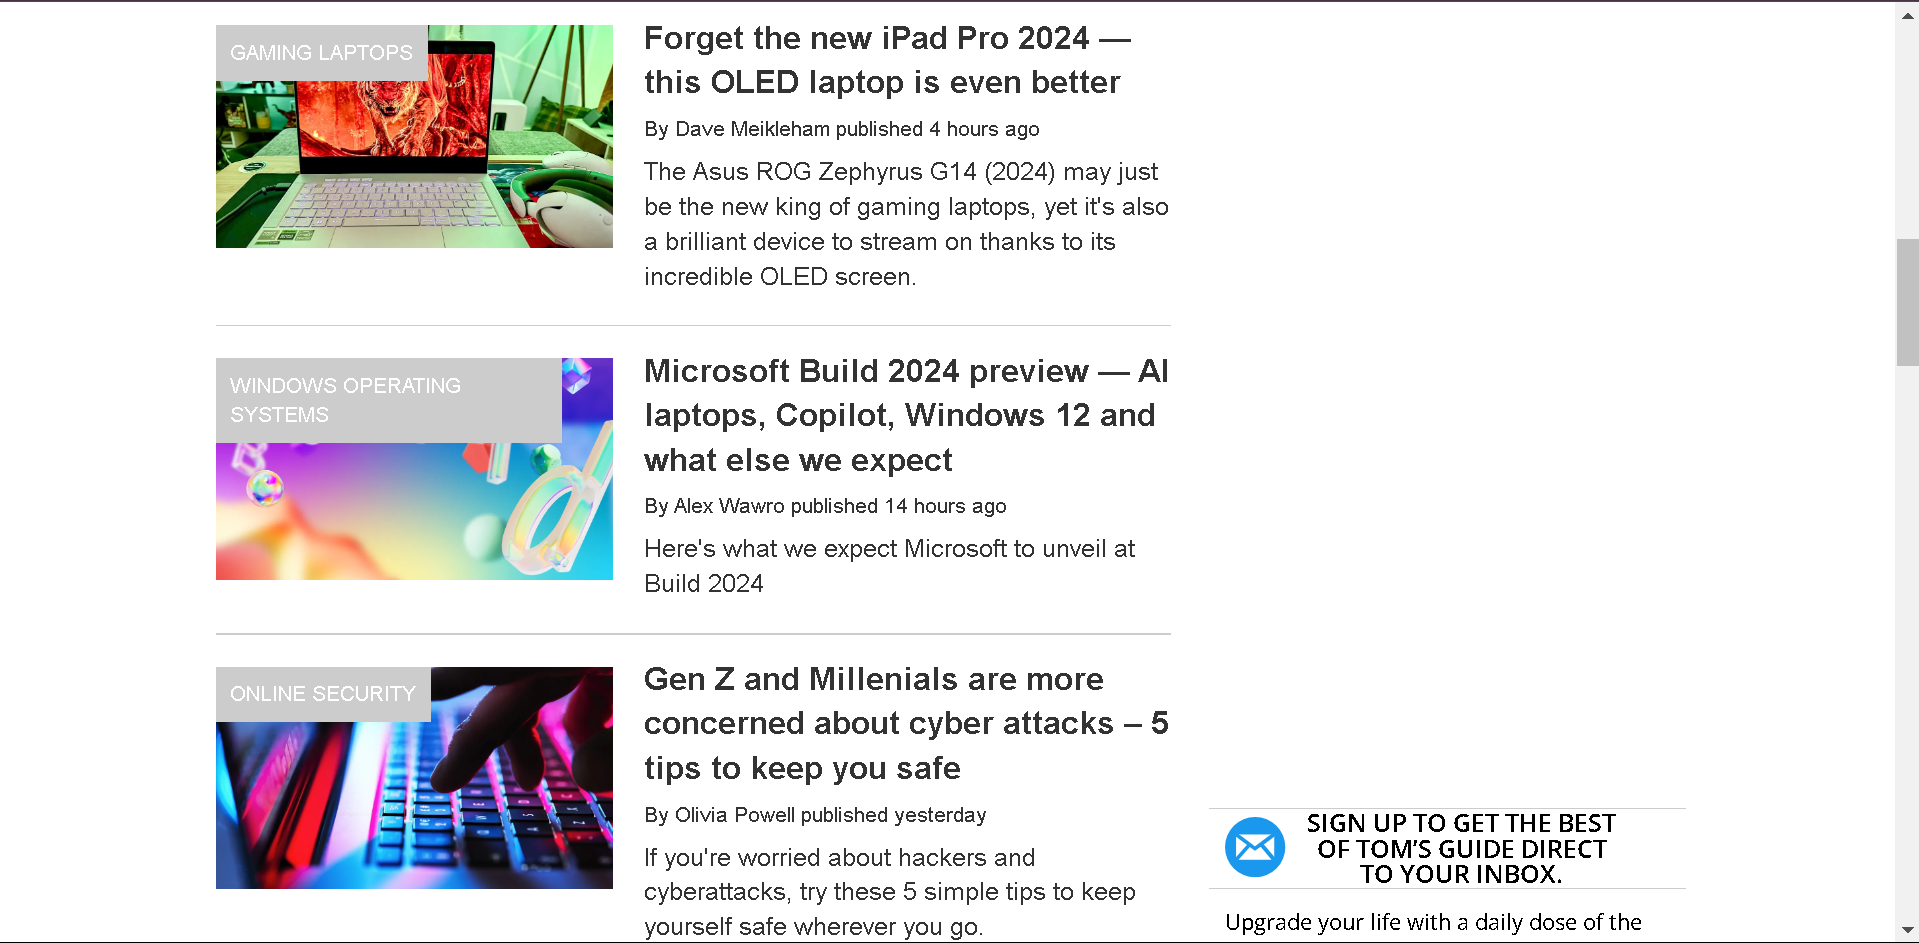 GAMING LAPTOPS
Forget the new iPad Pro 2024 —
this OLED laptop is even better
By Dave Meikleham published 4 hours ago
The Asus ROG Zephyrus G14 (2024) may just
be the new king of gaming laptops, yet it's also
a brilliant device to stream on thanks to its
incredible OLED screen.
WINDOWS OPERATING
SYSTEMS
Microsoft Build 2024 preview — AI
laptops, Copilot, Windows 12 and
what else we expect
By Alex Wawro published 14 hours ago
Here's what we expect Microsoft to unveil at
Build 2024
ONLINE SECURITY
Gen Z and Millenials are more
concerned about cyber attacks – 5
tips to keep you safe
By Olivia Powell published yesterday
If you're worried about hackers and
cyberattacks, try these 5 simple tips to keep
yourself safe wherever you go.
SIGN UP TO GET THE BEST
OF TOM'S GUIDE DIRECT
TO YOUR INBOX.
Upgrade your life with a daily dose of the